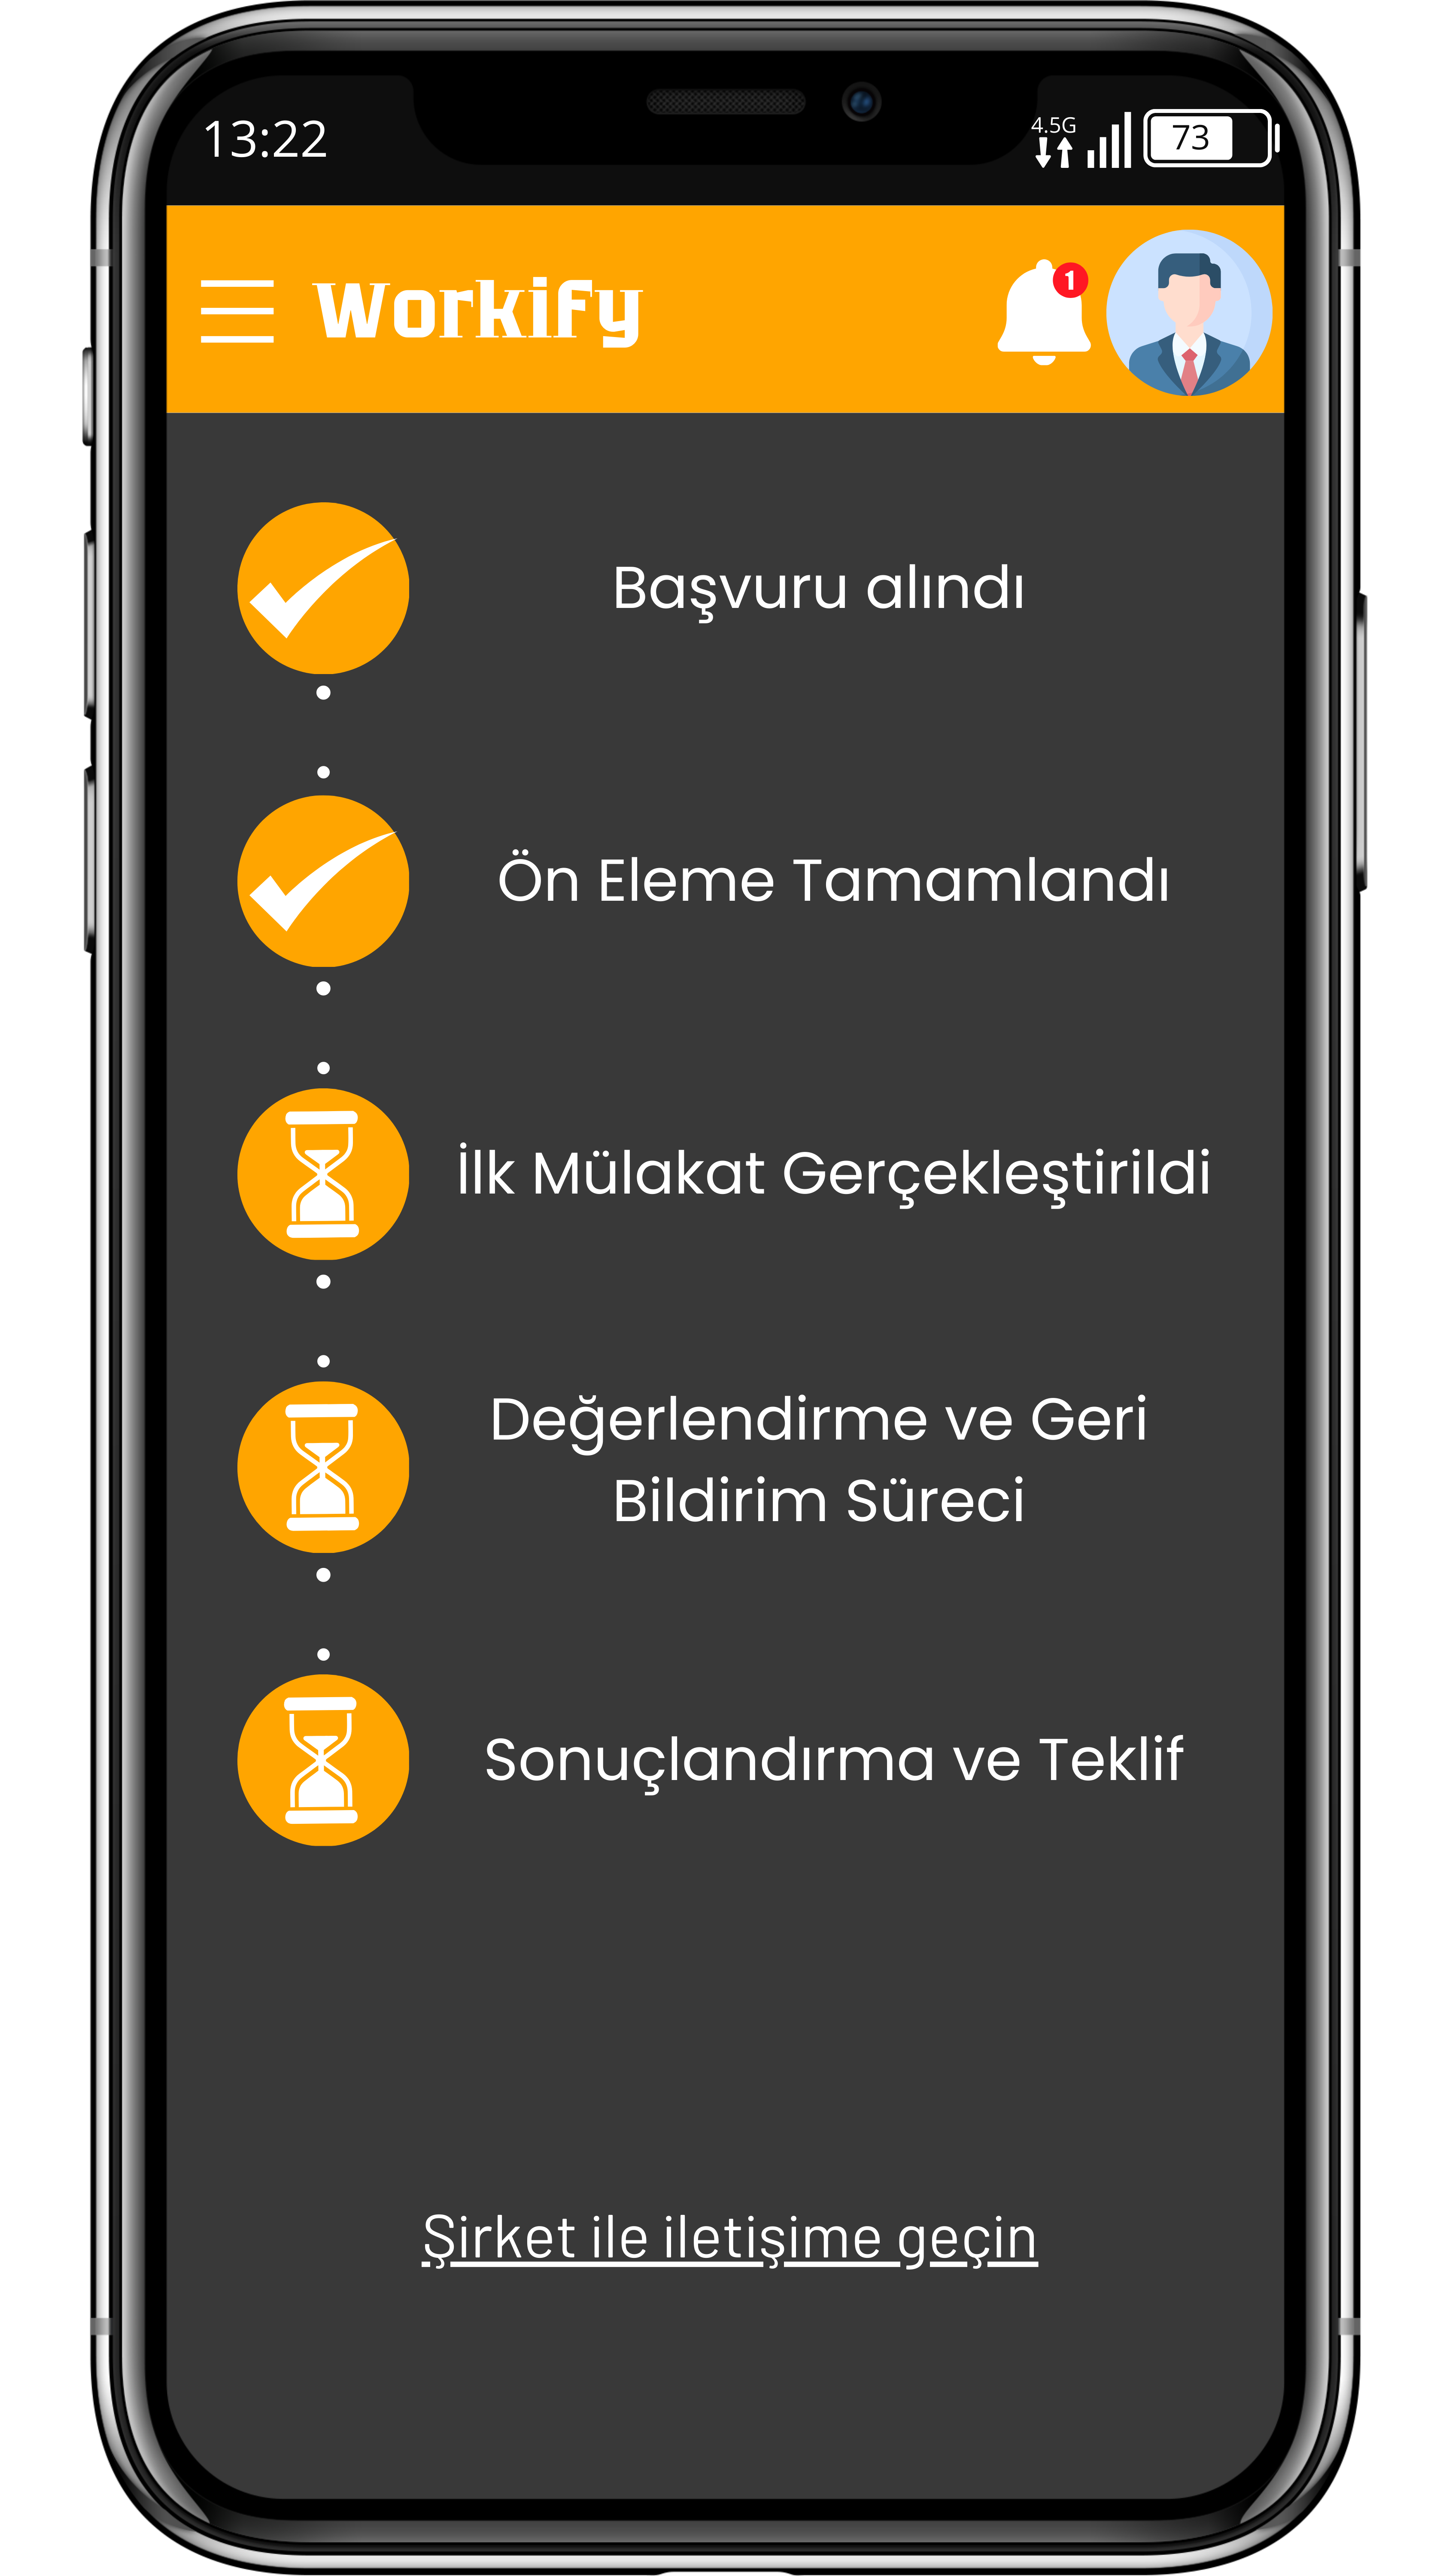 13:22
4.5G
73
Workify
1
Başvuru alındı
Ön Eleme Tamamlandı
İlk Mülakat Gerçekleştirildi
Değerlendirme ve Geri
Bildirim Süreci
Sonuçlandırma ve Teklif
Şirket ile iletişime geçin